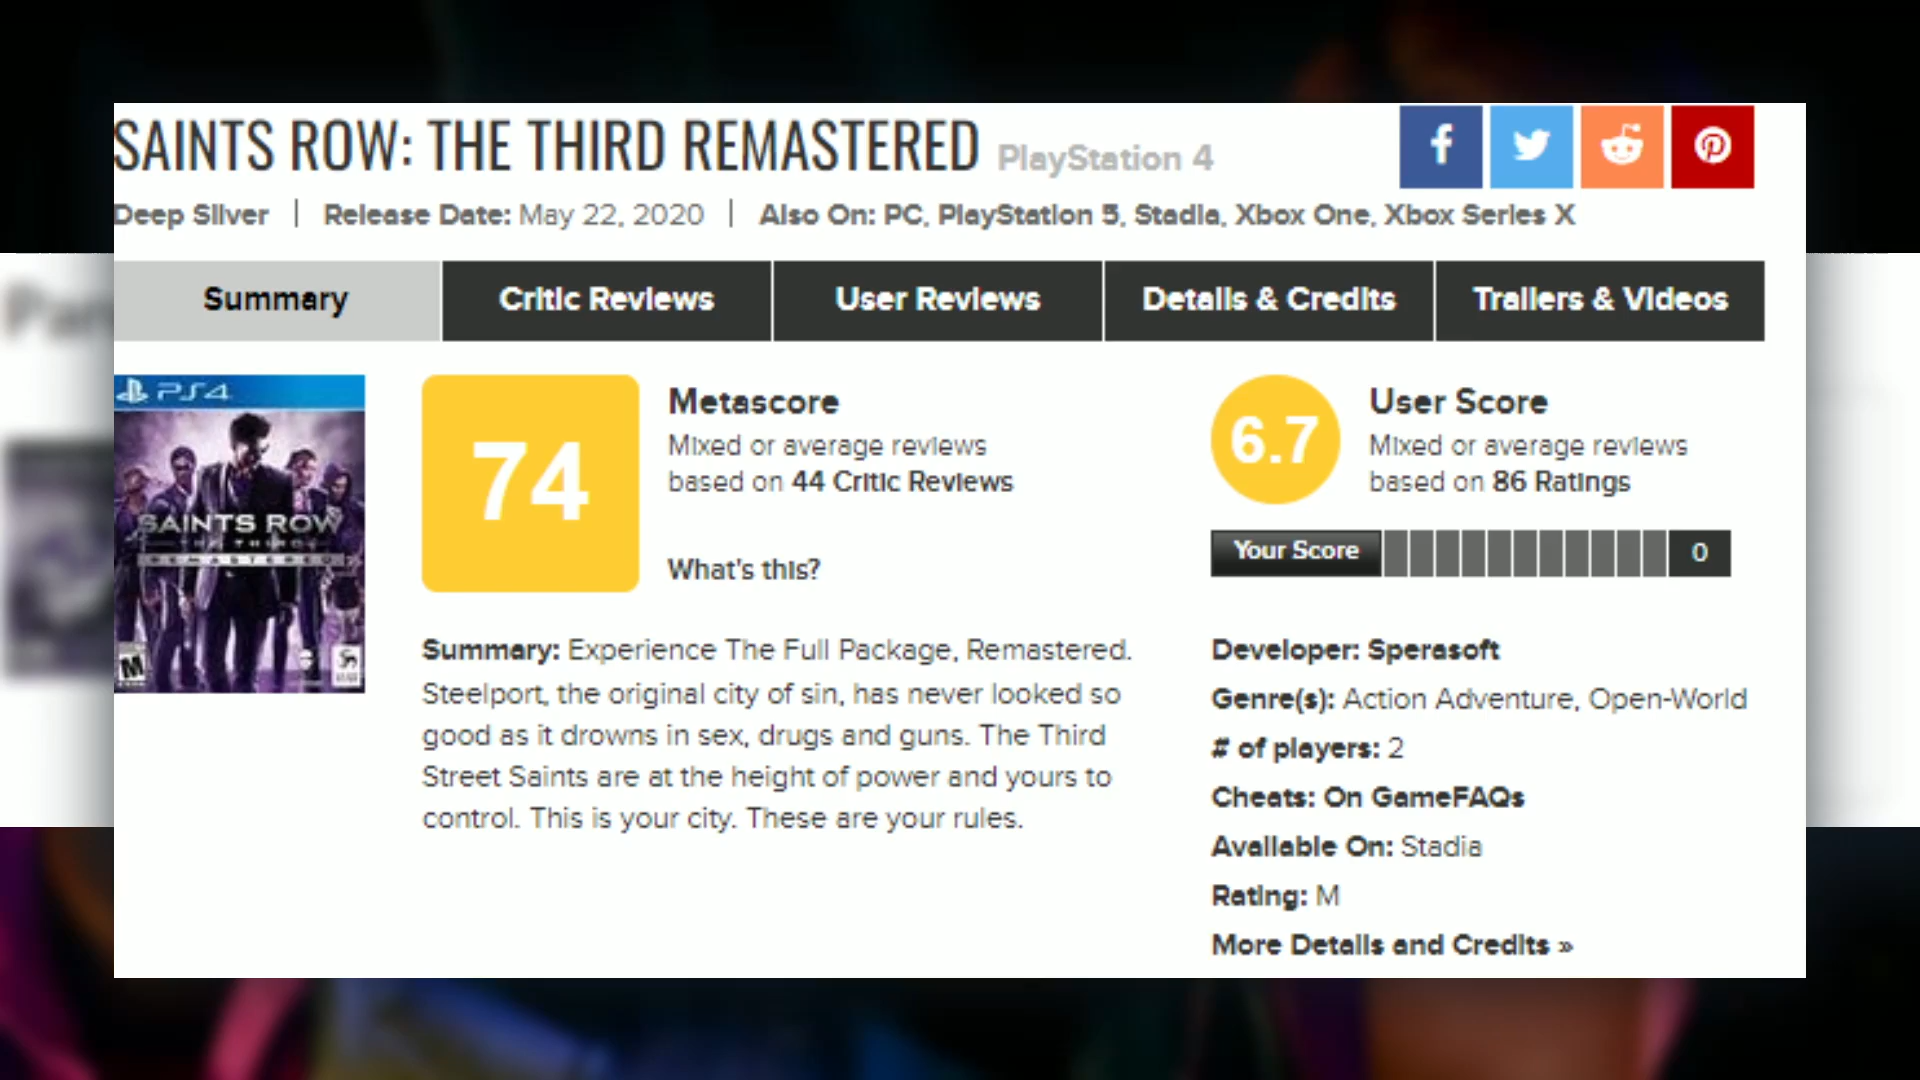 SAINTS ROW: THE THIRD REMASTERED PlayStation 4
Deep Silver | Release Date: May 22, 2020 | Also On: PC, PlayStation 5, Stadia, Xbox One, Xbox Series X
Summary Critic Reviews User Reviews Details & Credits Trailers & Videos
PS4
SAINTS ROW
THE THIRD
REMASTERED
M
74
Metascore
Mixed or average reviews
based on 44 Critic Reviews
What's this?
6.7
User Score
Mixed or average reviews
based on 86 Ratings
Your Score 0
Summary: Experience The Full Package, Remastered.
Steelport, the original city of sin, has never looked so
good as it drowns in sex, drugs and guns. The Third
Street Saints are at the height of power and yours to
control. This is your city. These are your rules.
Developer: Sperasoft
Genre(s): Action Adventure, Open-World
# of players: 2
Cheats: On GameFAQs
Available On: Stadia
Rating: M
More Details and Credits »